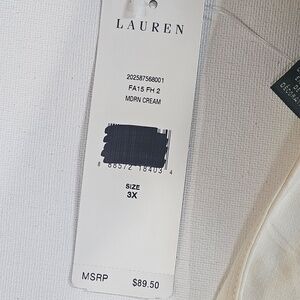 LAUREN
202587568001
FA15 FH 2
MDRN CREAM
8 88572 18403 4
SIZE
3X
MSRP $89.50